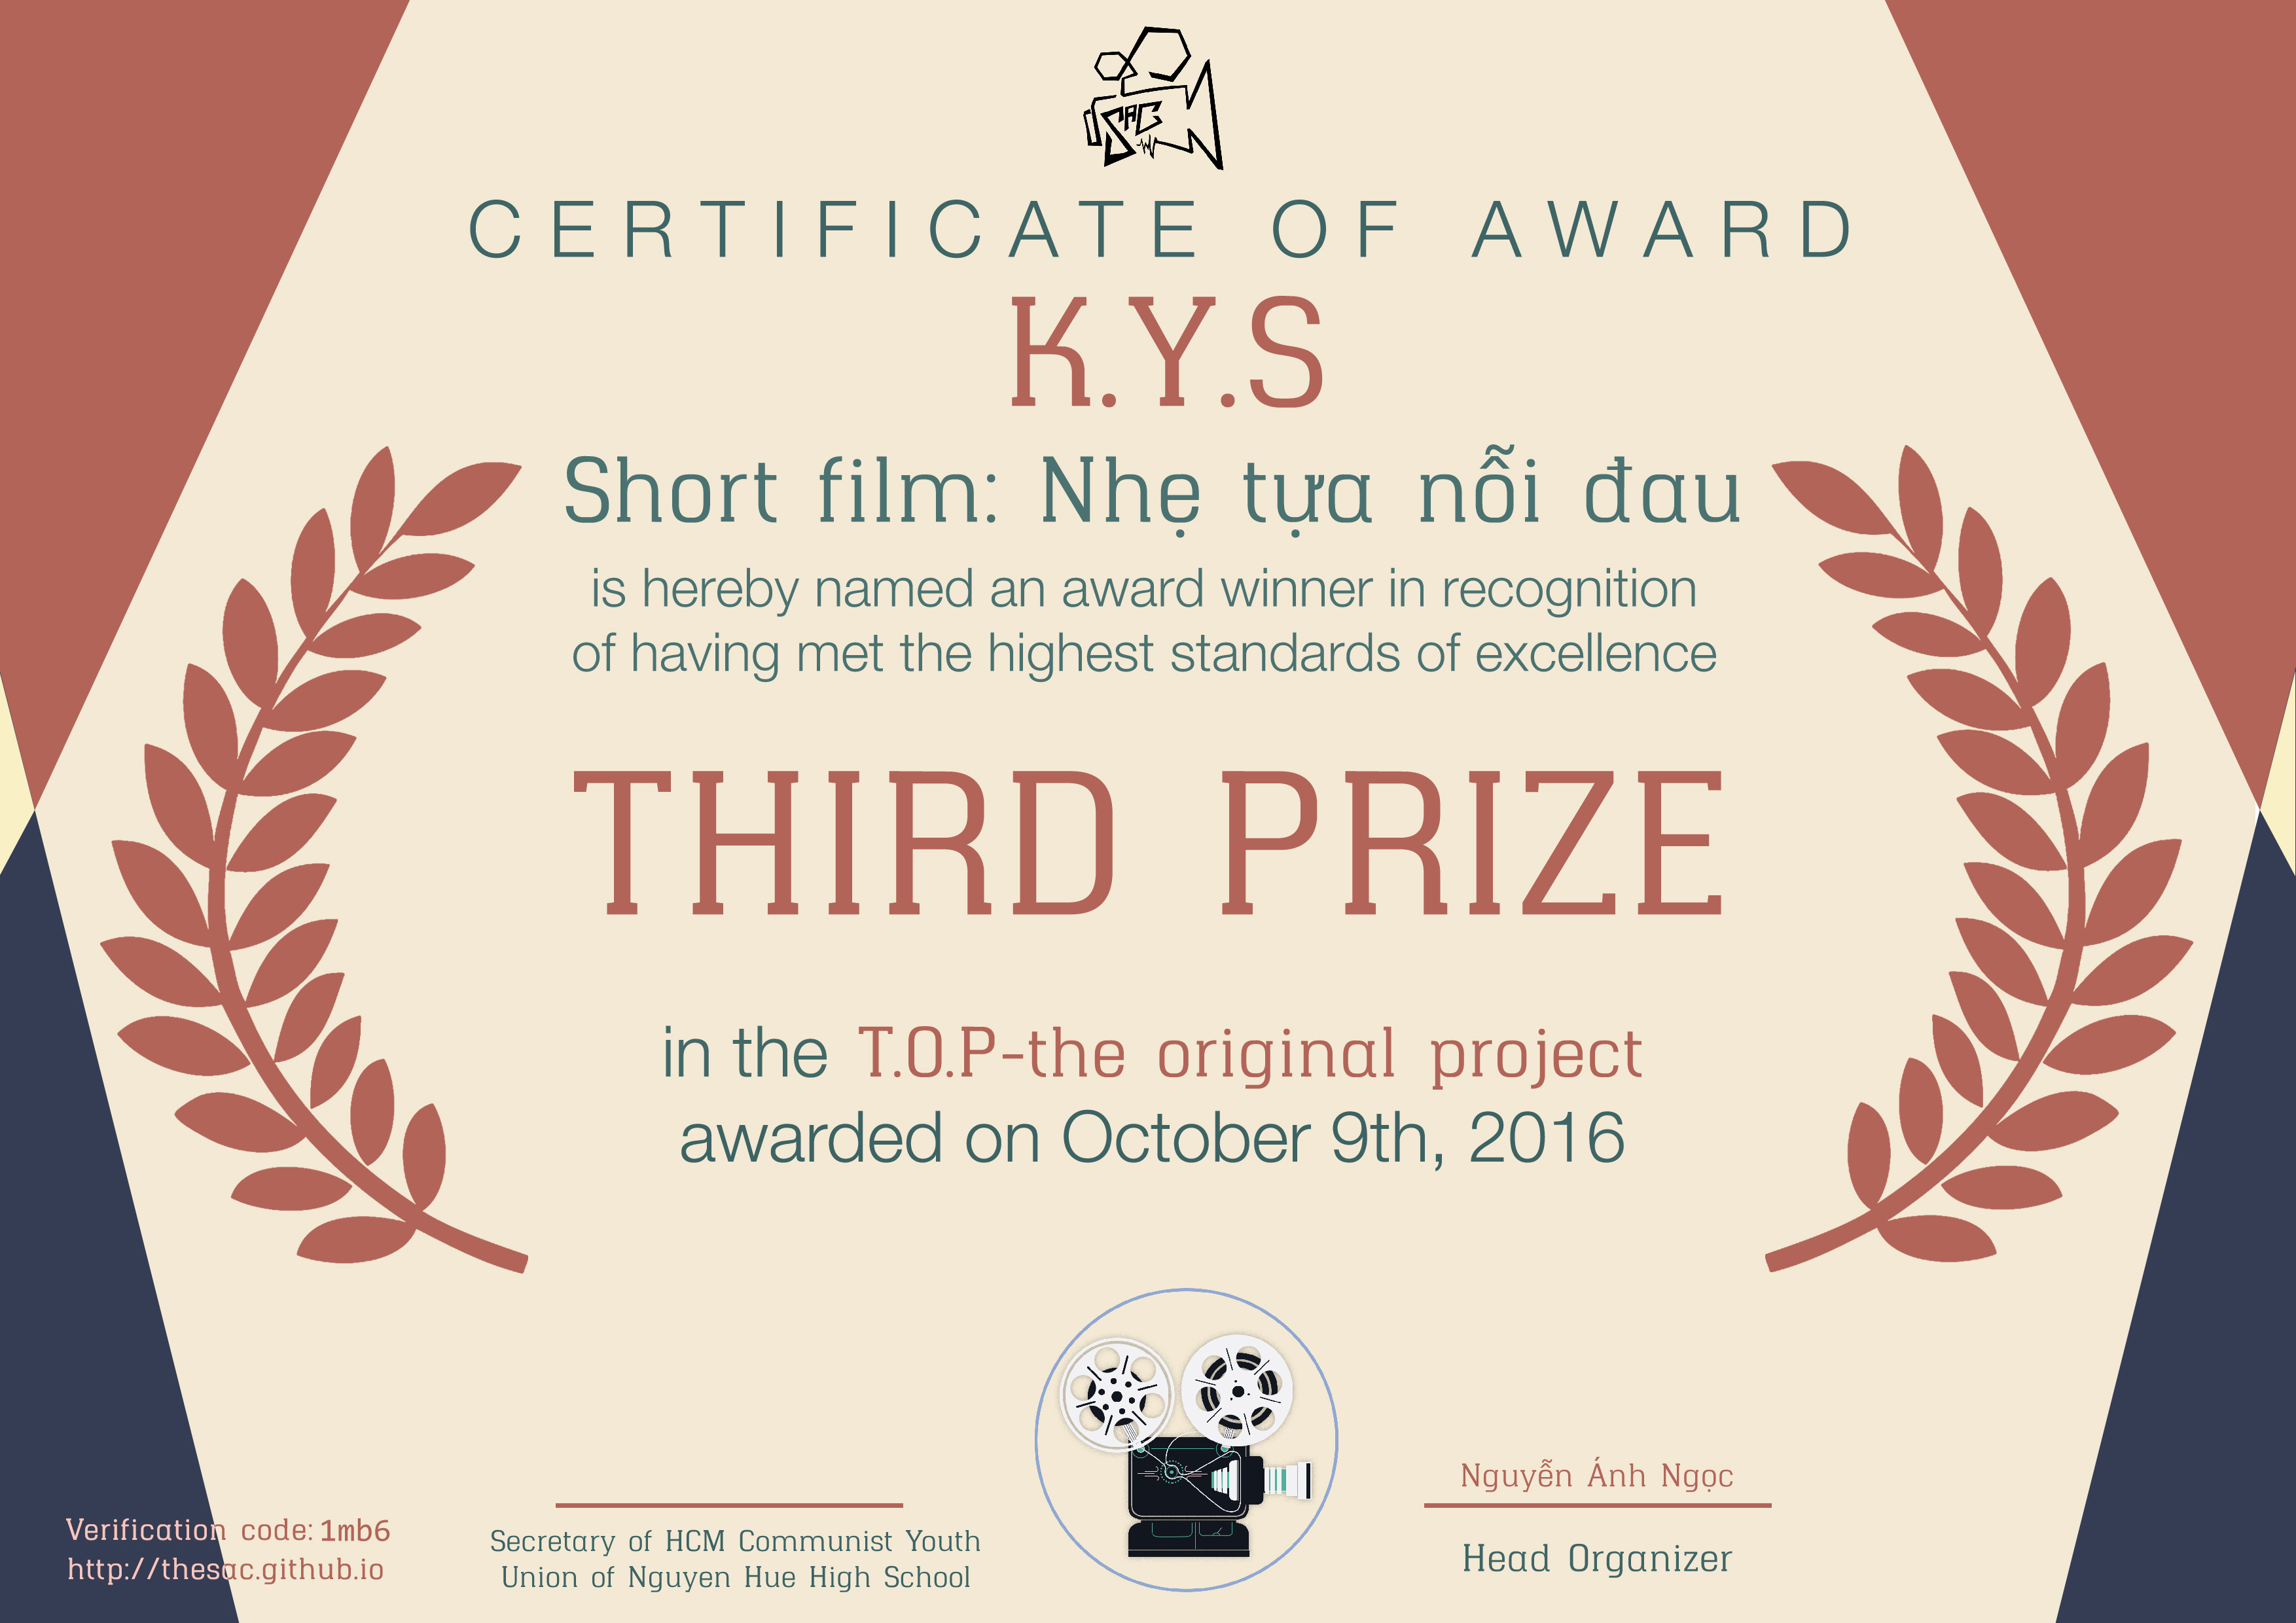 SAC
CERTIFICATE OF AWARD
K.Y.S
Short film: Nhẹ tựa nỗi đau
is hereby named an award winner in recognition
of having met the highest standards of excellence
THIRD PRIZE
in the T.O.P-the original project
awarded on October 9th, 2016
Verification code: 1mb6
http://thesac.github.io
Secretary of HCM Communist Youth
Union of Nguyen Hue High School
Nguyễn Ánh Ngọc
Head Organizer